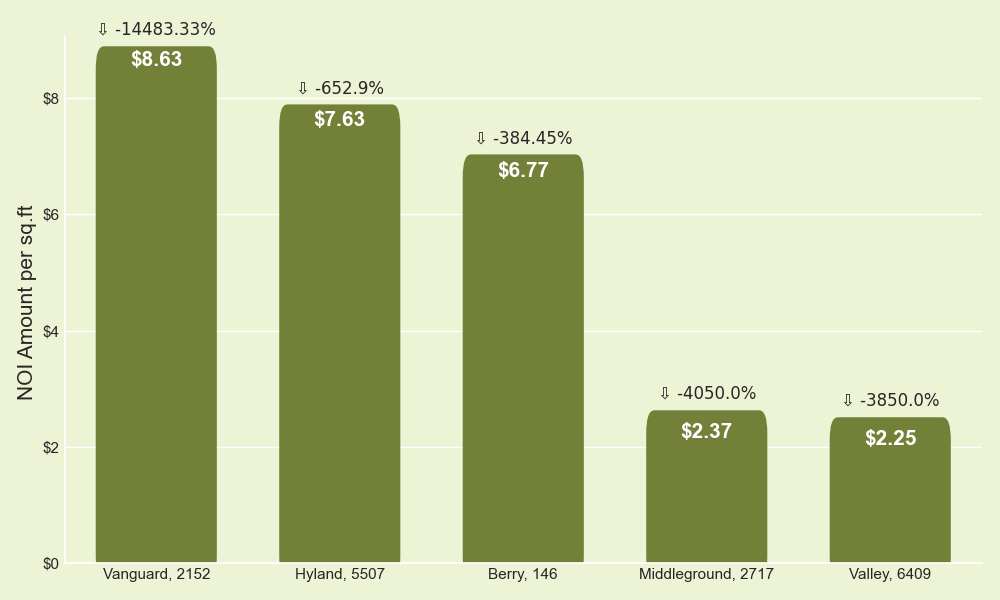 ⇩ -14483.33%
$8.63
⇩ -652.9%
$7.63
⇩ -384.45%
$6.77
⇩ -4050.0%
$2.37
⇩ -3850.0%
$2.25
NOI Amount per sq.ft
$8
$6
$4
$2
$0
Vanguard, 2152
Hyland, 5507
Berry, 146
Middleground, 2717
Valley, 6409